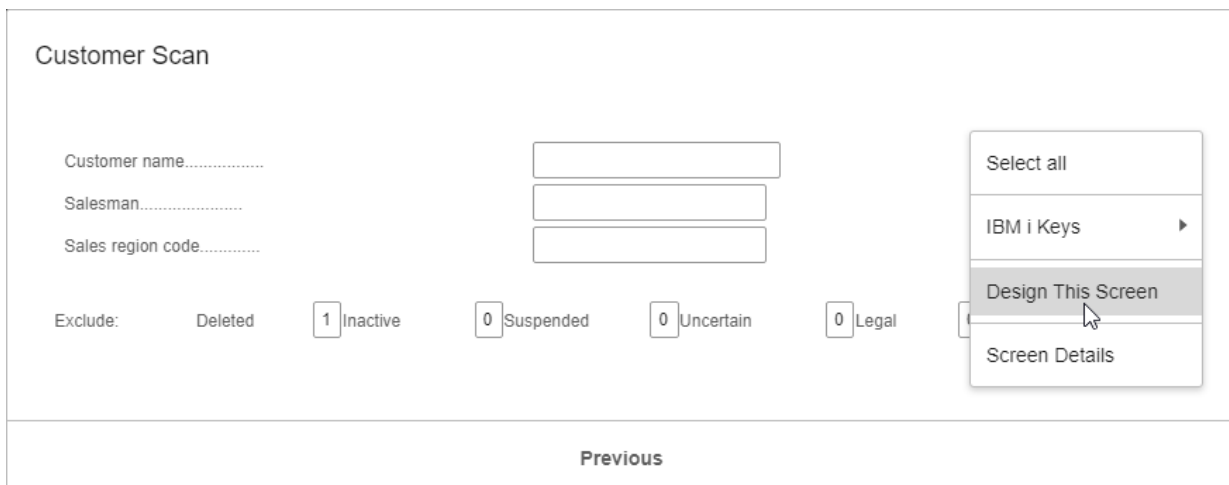 Customer Scan
Customer name.................
Select all
Salesman......................
IBM i Keys
Sales region code.............
Design This Screen
Exclude: Deleted 1 Inactive 0 Suspended 0 Uncertain 0 Legal
Screen Details
Previous